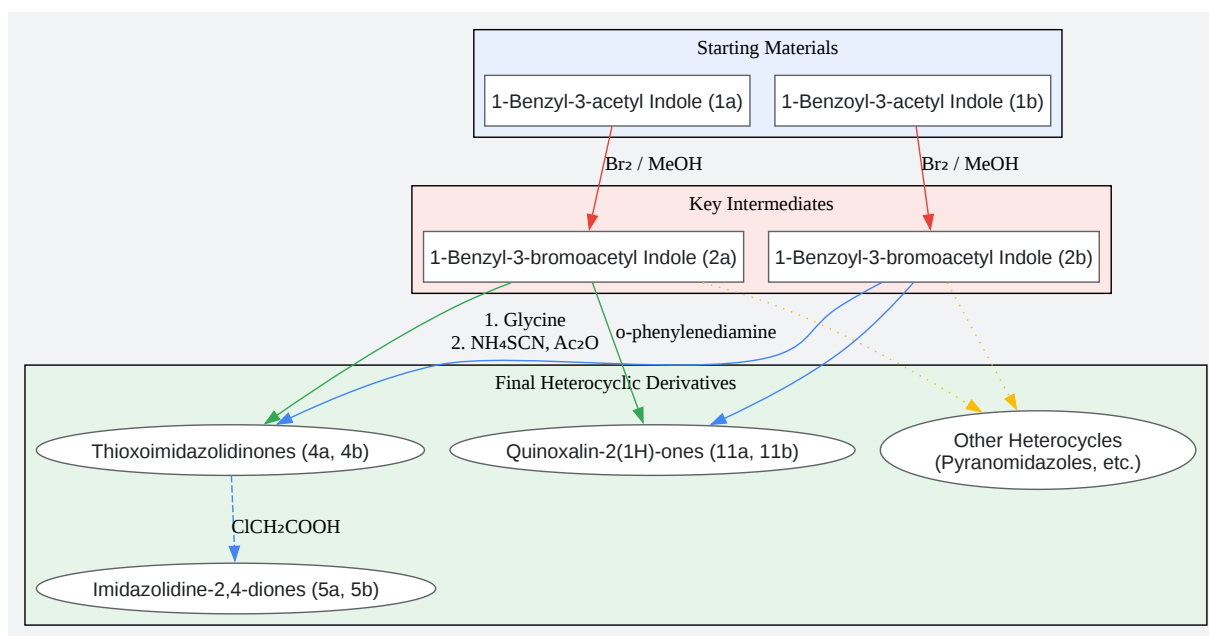 Starting Materials
1-Benzyl-3-acetyl Indole (1a)
1-Benzoyl-3-acetyl Indole (1b)
Br₂ / MeOH
Br₂ / MeOH
Key Intermediates
1-Benzyl-3-bromoacetyl Indole (2a)
1-Benzoyl-3-bromoacetyl Indole (2b)
1. Glycine
2. NH₄SCN, Ac₂O
o-phenylenediamine
Final Heterocyclic Derivatives
Thioxoimidazolidinones (4a, 4b)
Quinoxalin-2(1H)-ones (11a, 11b)
Other Heterocycles
(Pyranomidazoles, etc.)
ClCH₂COOH
Imidazolidine-2,4-diones (5a, 5b)